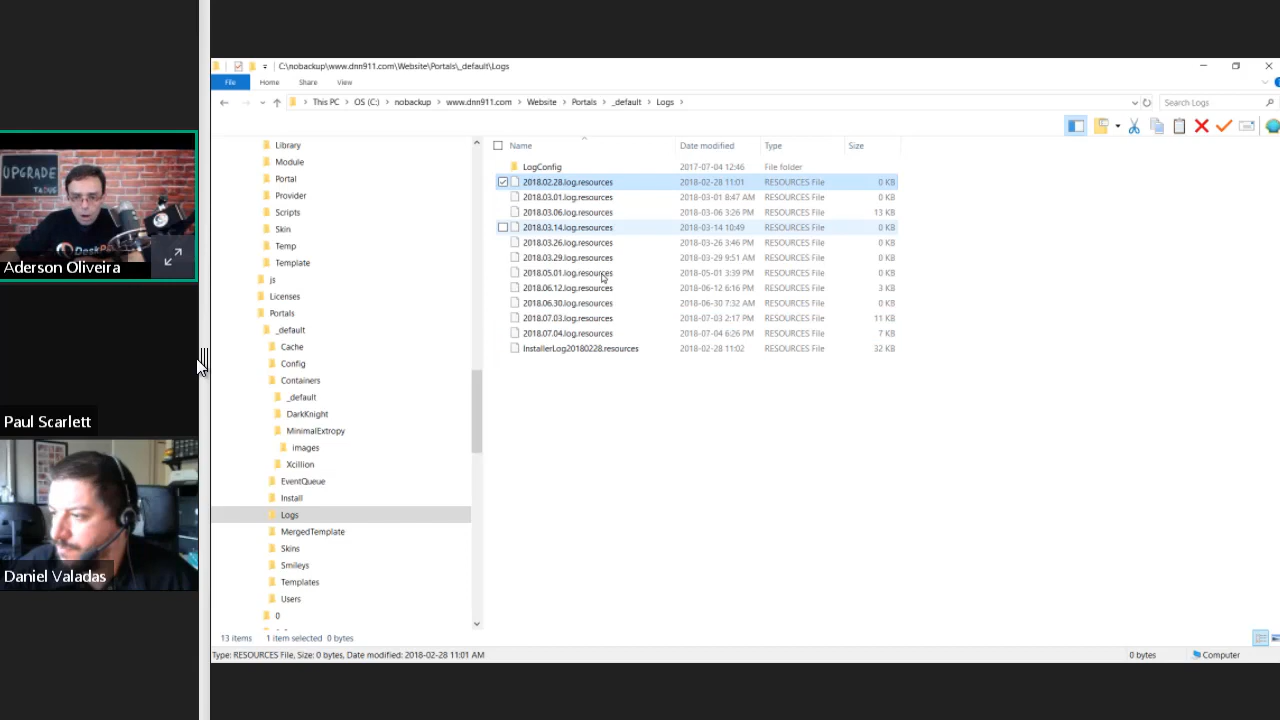 UPGRADE
Aderson Oliveira
Paul Scarlett
Daniel Valadas
C:\nobackup\www.dnn911.com\Website\Portals\_default\Logs
File Home Share View
This PC > OS (C:) > nobackup > www.dnn911.com > Website > Portals > _default > Logs >
Search Logs
Library
Module
Portal
Provider
Scripts
Skin
Temp
Template
js
Licenses
Portals
_default
Cache
Config
Containers
_default
DarkKnight
MinimalExtropy
images
Xcillion
EventQueue
Install
Logs
MergedTemplate
Skins
Smileys
Templates
Users
0
Name Date modified Type Size
LogConfig 2017-07-04 12:46 File folder
2018.02.28.log.resources 2018-02-28 11:01 RESOURCES File 0 KB
2018.03.01.log.resources 2018-03-01 8:47 AM RESOURCES File 0 KB
2018.03.06.log.resources 2018-03-06 3:26 PM RESOURCES File 13 KB
2018.03.14.log.resources 2018-03-14 10:49 RESOURCES File 0 KB
2018.03.26.log.resources 2018-03-26 3:46 PM RESOURCES File 0 KB
2018.03.29.log.resources 2018-03-29 9:51 AM RESOURCES File 0 KB
2018.05.01.log.resources 2018-05-01 3:39 PM RESOURCES File 0 KB
2018.06.12.log.resources 2018-06-12 6:16 PM RESOURCES File 3 KB
2018.06.30.log.resources 2018-06-30 7:32 AM RESOURCES File 0 KB
2018.07.03.log.resources 2018-07-03 2:17 PM RESOURCES File 11 KB
2018.07.04.log.resources 2018-07-04 6:26 PM RESOURCES File 7 KB
InstallerLog20180228.resources 2018-02-28 11:02 RESOURCES File 32 KB
13 items 1 item selected 0 bytes
Type: RESOURCES File, Size: 0 bytes, Date modified: 2018-02-28 11:01 AM 0 bytes Computer